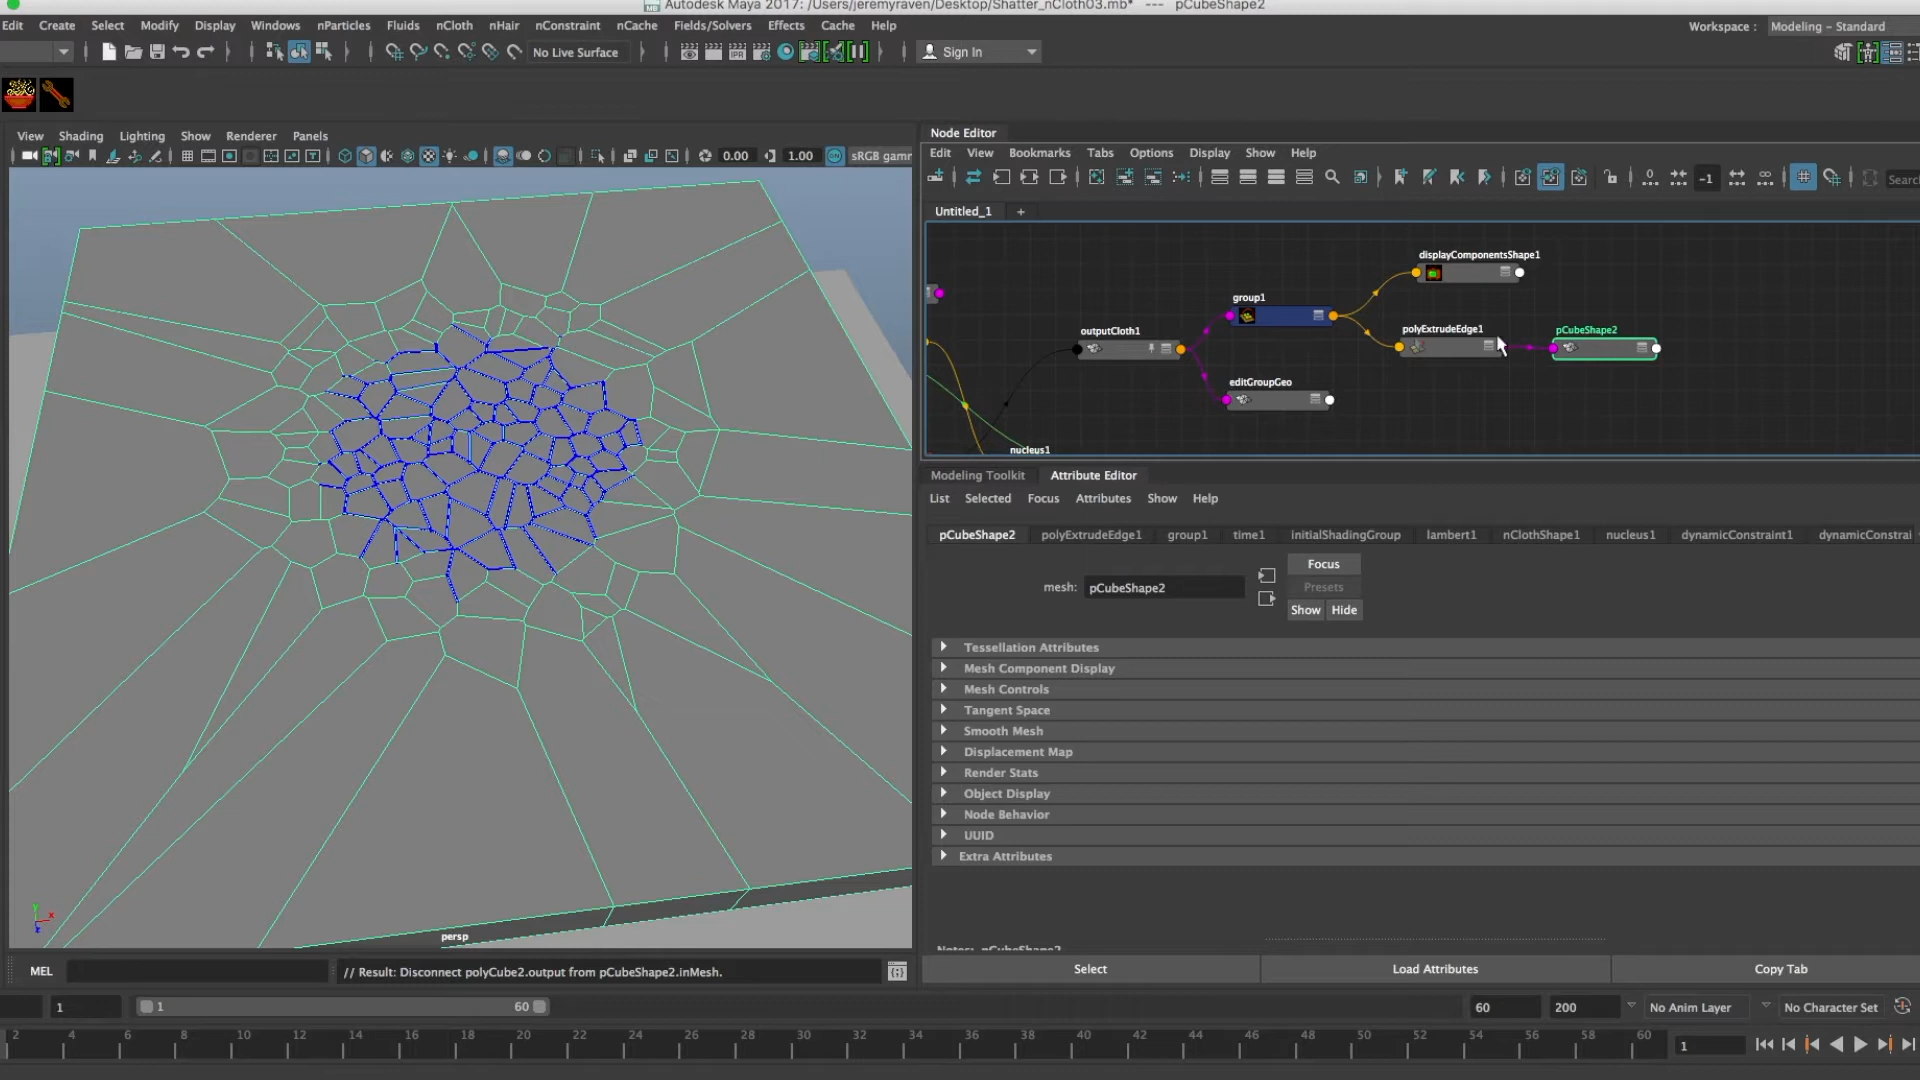 Autodesk Maya 2017: /Users/jeremyraven/Desktop/Shatter_nCloth03.mb* --- pCubeShape2
Edit Create Select Modify Display Windows nParticles Fluids nCloth nHair nConstraint nCache Fields/Solvers Effects Cache Help
Workspace : Modeling - Standard
No Live Surface
Sign In
View Shading Lighting Show Renderer Panels
0.00 1.00 sRGB gamm
Node Editor
Edit View Bookmarks Tabs Options Display Show Help
IPR
0 -1 Searc
Untitled_1 +
displayComponentsShape1
group1
polyExtrudeEdge1
pCubeShape2
outputCloth1
editGroupGeo
nucleus1
Modeling Toolkit Attribute Editor
List Selected Focus Attributes Show Help
pCubeShape2 polyExtrudeEdge1 group1 time1 initialShadingGroup lambert1 nClothShape1 nucleus1 dynamicConstraint1 dynamicConstrai
Focus
mesh: pCubeShape2
Presets
Show Hide
Tessellation Attributes
Mesh Component Display
Mesh Controls
Tangent Space
Smooth Mesh
Displacement Map
Render Stats
Object Display
Node Behavior
UUID
Extra Attributes
Notes: pCubeShape2
persp
MEL
// Result: Disconnect polyCube2.output from pCubeShape2.inMesh.
Select Load Attributes Copy Tab
1 1 60 60 200 No Anim Layer No Character Set
2 4 6 8 10 12 14 16 18 20 22 24 26 28 30 32 34 36 38 40 42 44 46 48 50 52 54 56 58 60 1